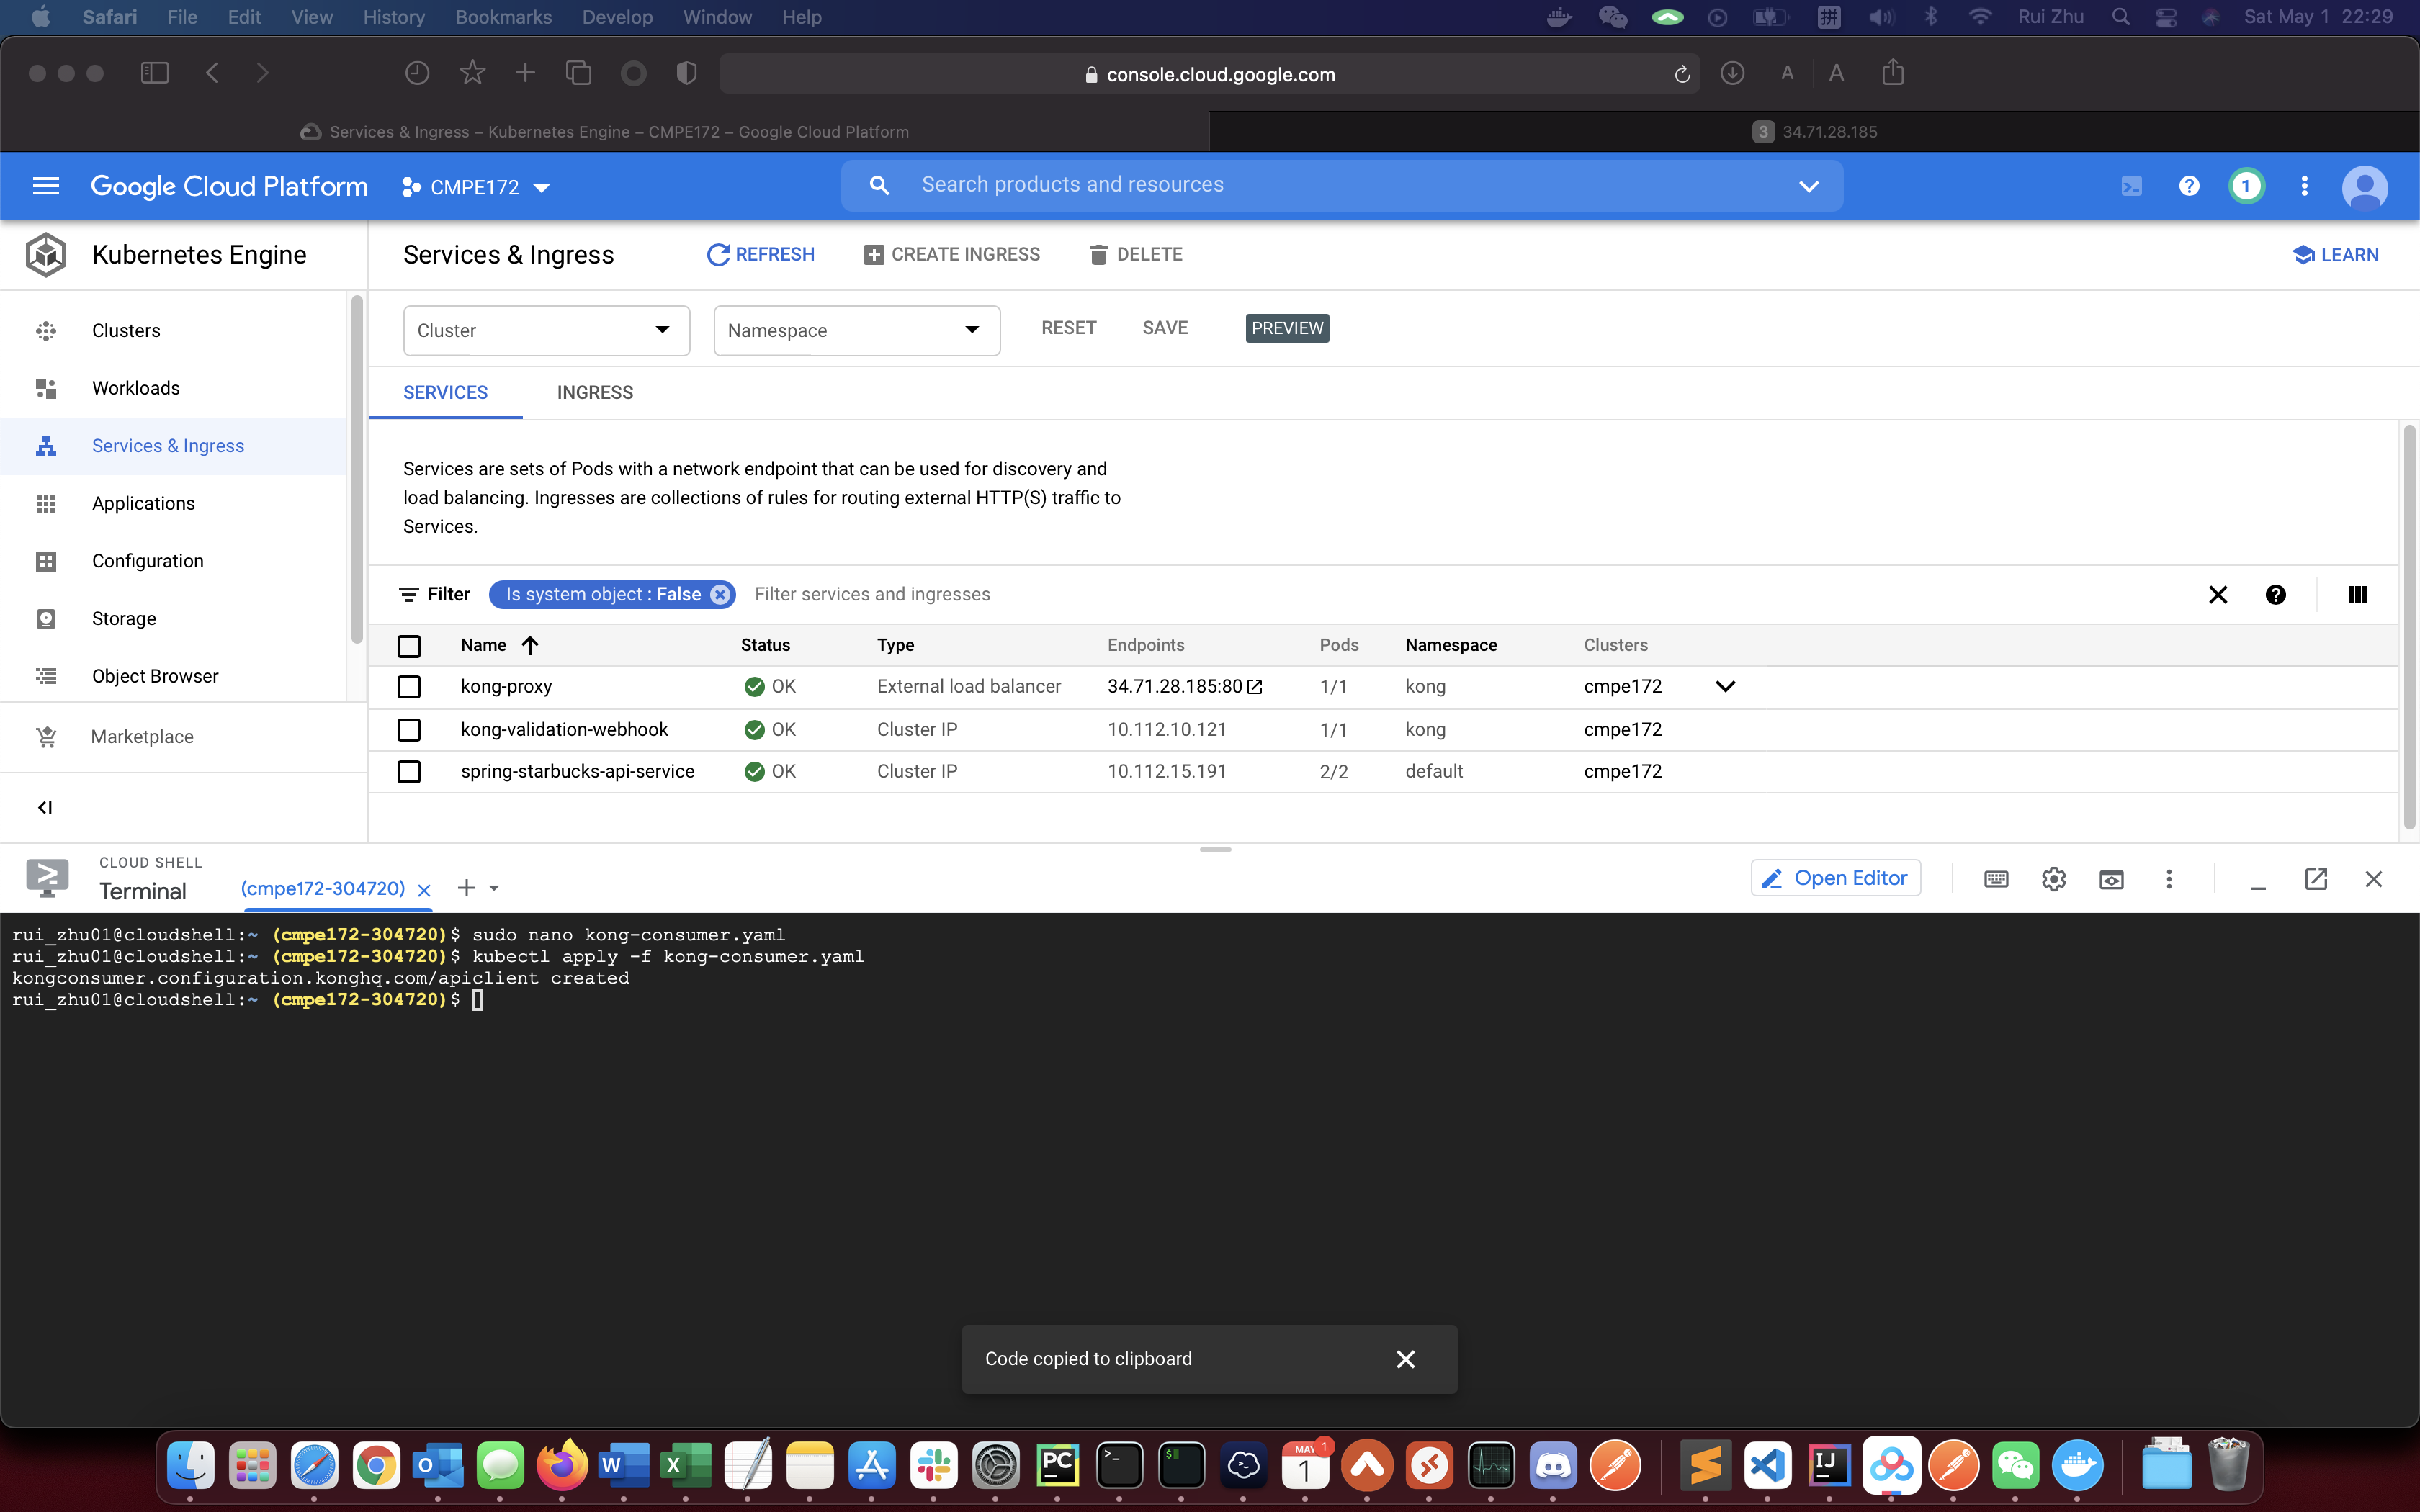 Safari File Edit View History Bookmarks Develop Window Help
拼 Rui Zhu Sat May 1 22:29
console.cloud.google.com
A A
Services & Ingress – Kubernetes Engine – CMPE172 – Google Cloud Platform
3 34.71.28.185
Google Cloud Platform CMPE172
Search products and resources
? 1
Kubernetes Engine
Services & Ingress REFRESH CREATE INGRESS DELETE
LEARN
Clusters
Workloads
Services & Ingress
Applications
Configuration
Storage
Object Browser
Marketplace
Cluster Namespace RESET SAVE PREVIEW
SERVICES INGRESS
Services are sets of Pods with a network endpoint that can be used for discovery and
load balancing. Ingresses are collections of rules for routing external HTTP(S) traffic to
Services.
Filter Is system object : False Filter services and ingresses
Name Status Type Endpoints Pods Namespace Clusters
kong-proxy OK External load balancer 34.71.28.185:80 1/1 kong cmpe172
kong-validation-webhook OK Cluster IP 10.112.10.121 1/1 kong cmpe172
spring-starbucks-api-service OK Cluster IP 10.112.15.191 2/2 default cmpe172
CLOUD SHELL
Terminal (cmpe172-304720)
Open Editor
rui_zhu01@cloudshell:~ (cmpe172-304720)$ sudo nano kong-consumer.yaml
rui_zhu01@cloudshell:~ (cmpe172-304720)$ kubectl apply -f kong-consumer.yaml
kongconsumer.configuration.konghq.com/apiclient created
rui_zhu01@cloudshell:~ (cmpe172-304720)$
Code copied to clipboard
O W X PC >_ $ MAY 1 1 IJ